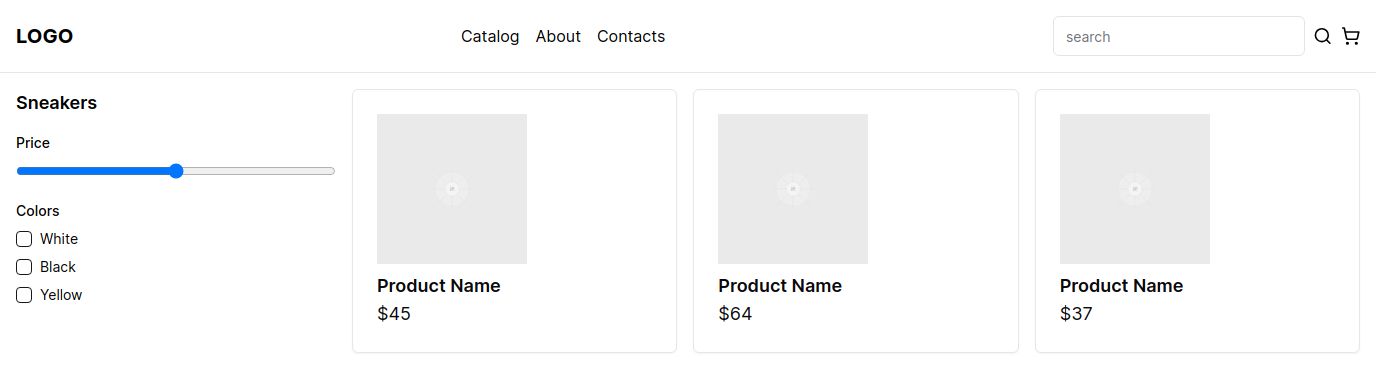 LOGO
Catalog About Contacts
search
Sneakers
Price
Colors
White
Black
Yellow
Product Name
$45
Product Name
$64
Product Name
$37